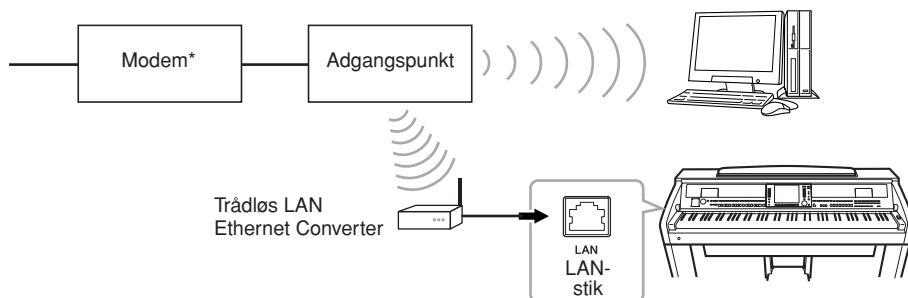 Modem*
Adgangspunkt
Trådløs LAN
Ethernet Converter
LAN
LAN-
stik